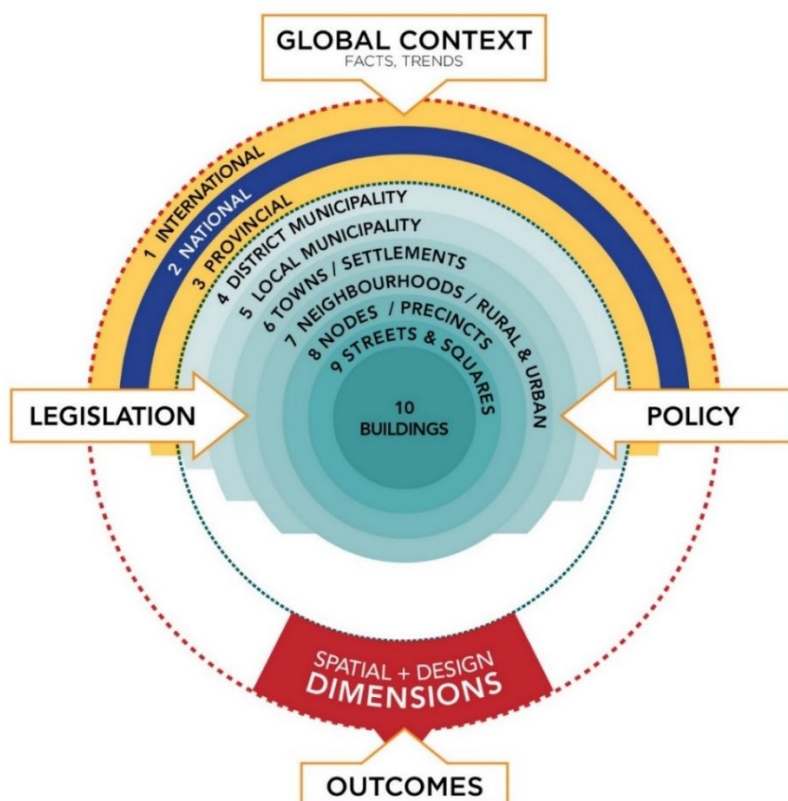 GLOBAL CONTEXT
FACTS, TRENDS
1 INTERNATIONAL
2 NATIONAL
3 PROVINCIAL
4 DISTRICT MUNICIPALITY
5 LOCAL MUNICIPALITY
6 TOWNS / SETTLEMENTS
7 NEIGHBOURHOODS / RURAL & URBAN
8 NODES / PRECINCTS
9 STREETS & SQUARES
10
BUILDINGS
LEGISLATION
POLICY
SPATIAL + DESIGN
DIMENSIONS
OUTCOMES